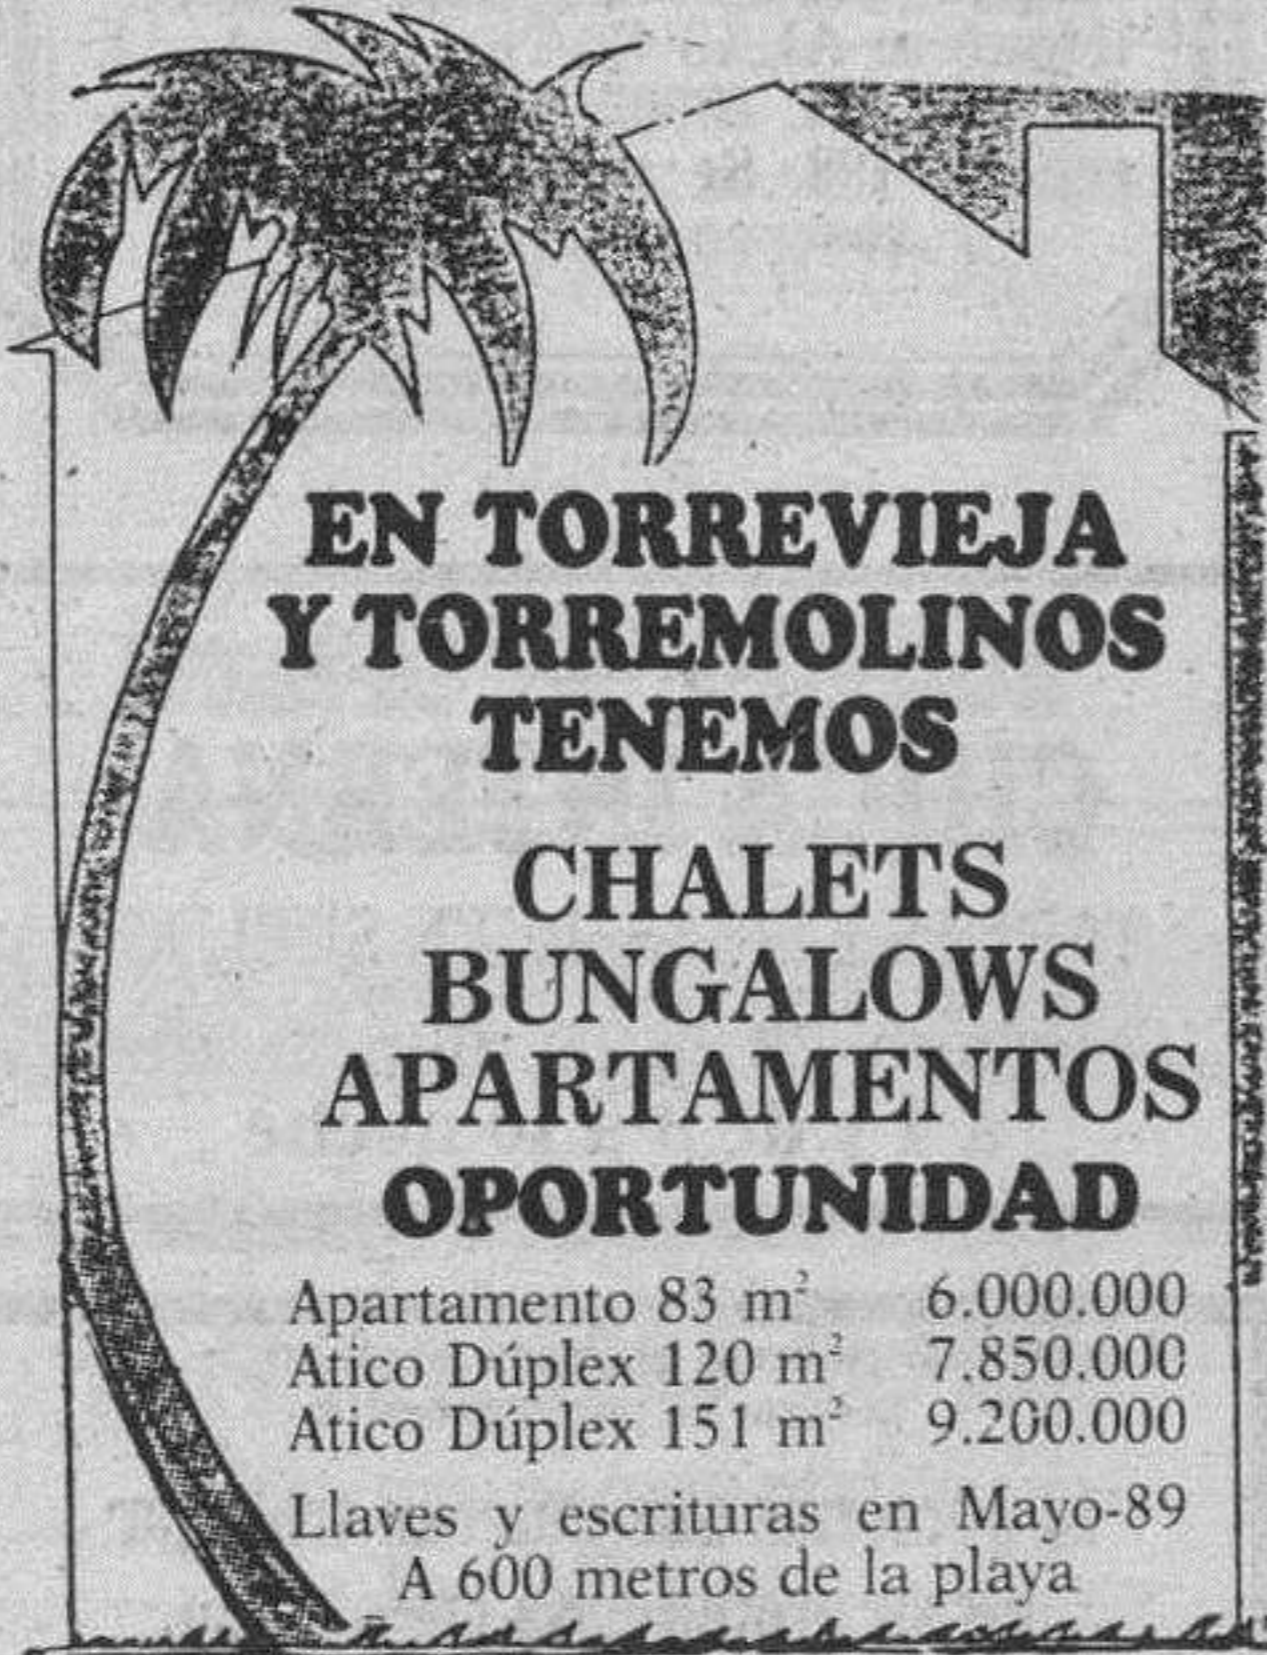 EN TORREVIEJA
Y TORREMOLINOS
TENEMOS
CHALETS
BUNGALOWS
APARTAMENTOS
OPORTUNIDAD
Apartamento 83 m² 6.000.000
Atico Dúplex 120 m² 7.850.000
Atico Dúplex 151 m² 9.200.000
Llaves y escrituras en Mayo-89
A 600 metros de la playa